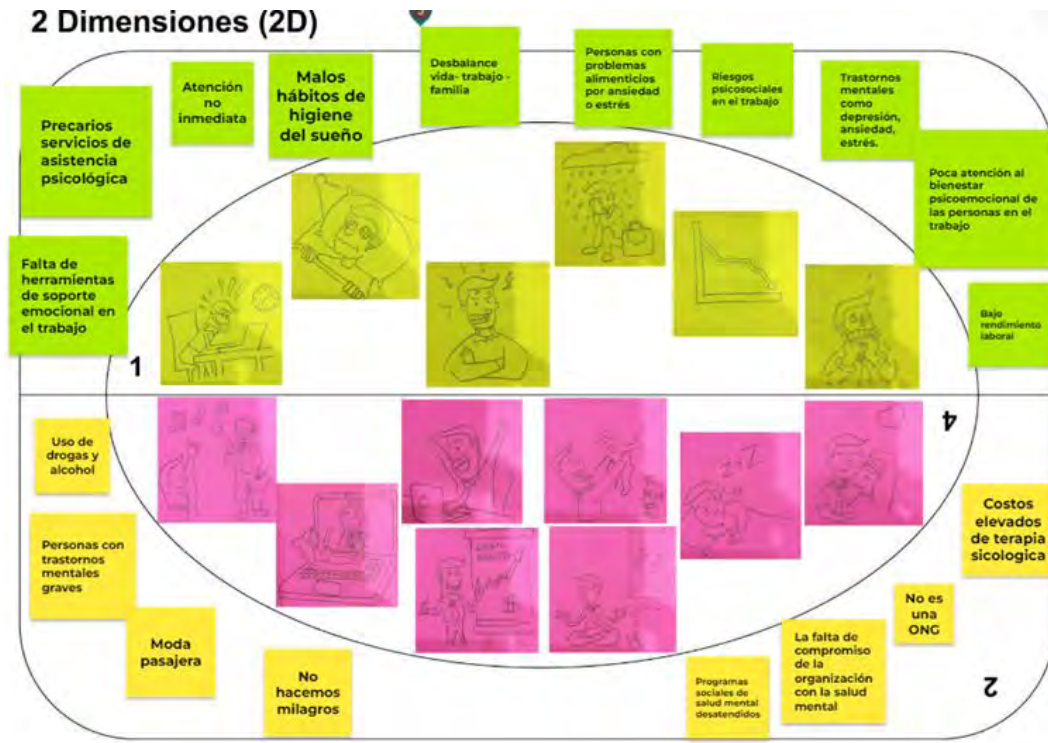 2 Dimensiones (2D)
Precarios
servicios de
asistencia
psicológica
Atención
no
inmediata
Malos
hábitos de
higiene
del sueño
Desbalance
vida- trabajo -
familia
Personas con
problemas
alimenticios
por ansiedad
o estrés
Riesgos
psicosociales
en el trabajo
Trastornos
mentales
como
depresión,
ansiedad,
estrés.
Poca atención al
bienestar
psicoemocional de
las personas en el
trabajo
Falta de
herramientas
de soporte
emocional en
el trabajo
Bajo
rendimiento
laboral
1
4
zzZ
Uso de
drogas y
alcohol
Personas con
trastornos
mentales
graves
Moda
pasajera
No
hacemos
milagros
Programas
sociales de
salud mental
desatendidos
La falta de
compromiso
de la
organización
con la salud
mental
No es
una
ONG
Costos
elevados
de terapia
sicologica
2